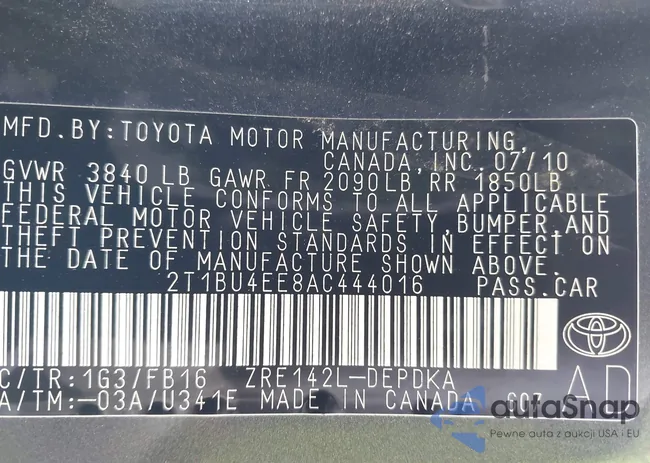 MFD. BY: TOYOTA MOTOR MANUFACTURING,
CANADA, INC. 07/10
GVWR 3840 LB GAWR FR 2090LB RR 1850LB
THIS VEHICLE CONFORMS TO ALL APPLICABLE
FEDERAL MOTOR VEHICLE SAFETY, BUMPER, AND
THEFT PREVENTION STANDARDS IN EFFECT ON
THE DATE OF MANUFACTURE SHOWN ABOVE.
2T1BU4EE8AC444016 PASS. CAR
C/TR: 1G3/FB16 ZRE142L-DEPDKA
A/TM: -03A/U341E MADE IN CANADA
AD
autaSnap
Pewne auta z aukcji USA i EU